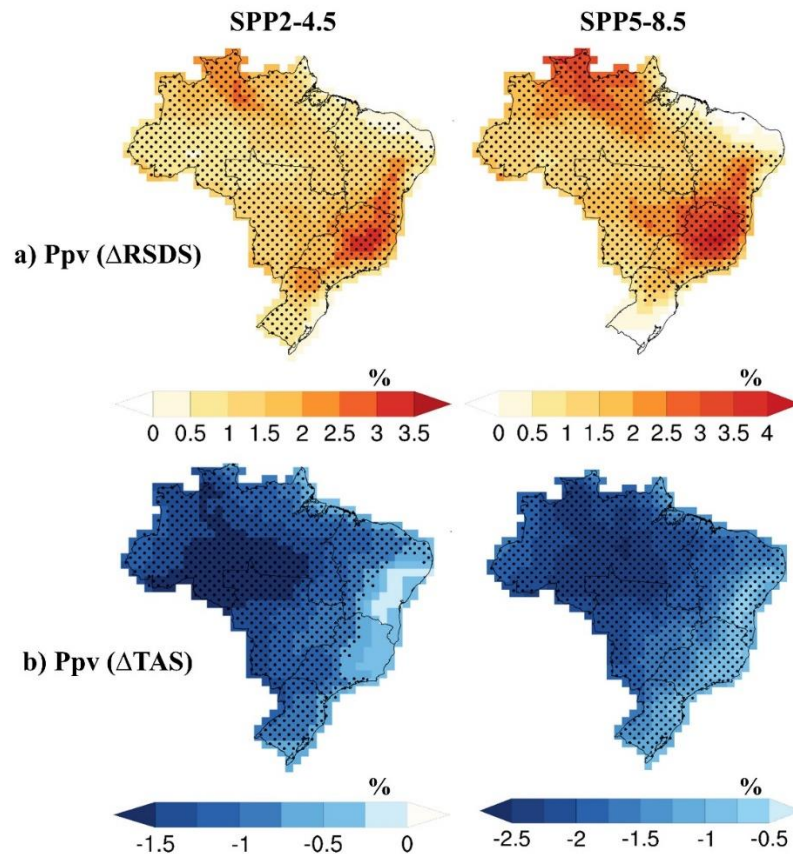 SPP2-4.5 SPP5-8.5
a) Ppv (ΔRSDS)
% %
0 0.5 1 1.5 2 2.5 3 3.5 0 0.5 1 1.5 2 2.5 3 3.5 4
b) Ppv (ΔTAS)
% %
-1.5 -1 -0.5 0 -2.5 -2 -1.5 -1 -0.5